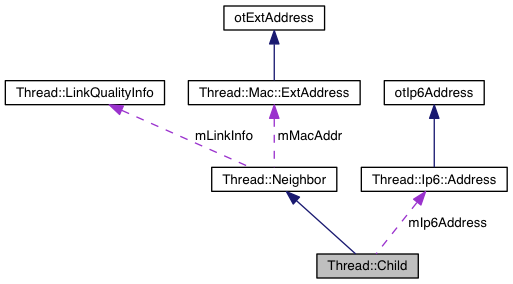 otExtAddress
Thread::LinkQualityInfo
Thread::Mac::ExtAddress
otIp6Address
mLinkInfo
mMacAddr
Thread::Neighbor
Thread::Ip6::Address
mIp6Address
Thread::Child